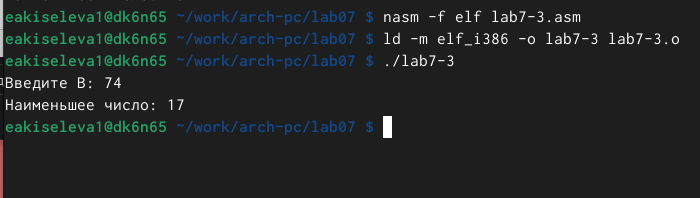 eakiseleva1@dk6n65 ~/work/arch-pc/lab07 $ nasm -f elf lab7-3.asm
eakiseleva1@dk6n65 ~/work/arch-pc/lab07 $ ld -m elf_i386 -o lab7-3 lab7-3.o
eakiseleva1@dk6n65 ~/work/arch-pc/lab07 $ ./lab7-3
Введите В: 74
Наименьшее число: 17
eakiseleva1@dk6n65 ~/work/arch-pc/lab07 $